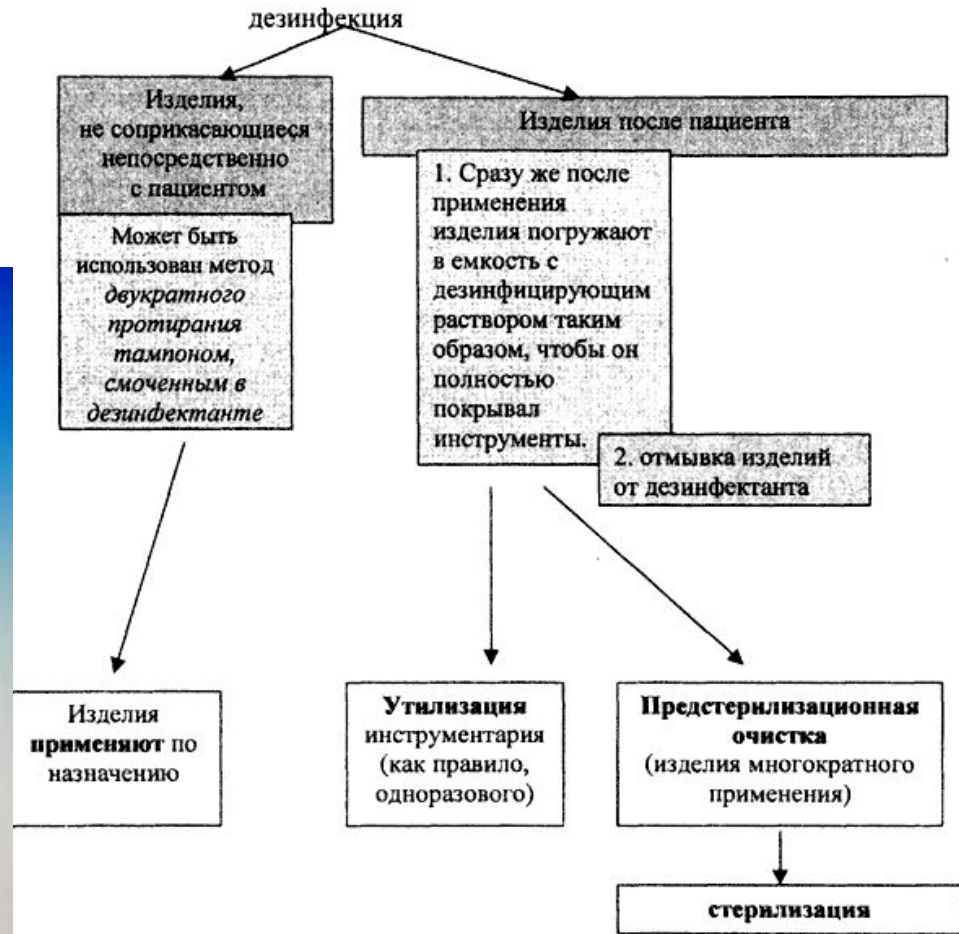 дезинфекция
Изделия,
не соприкасающиеся
непосредственно
с пациентом
Может быть
использован метод
двукратного
протирания
тампоном,
смоченным в
дезинфектанте
Изделия после пациента
1. Сразу же после
применения
изделия погружают
в емкость с
дезинфицирующим
раствором таким
образом, чтобы он
полностью
покрывал
инструменты.
2. отмывка изделий
от дезинфектанта
Изделия
применяют по
назначению
Утилизация
инструментария
(как правило,
одноразового)
Предстерилизационная
очистка
(изделия многократного
применения)
стерилизация